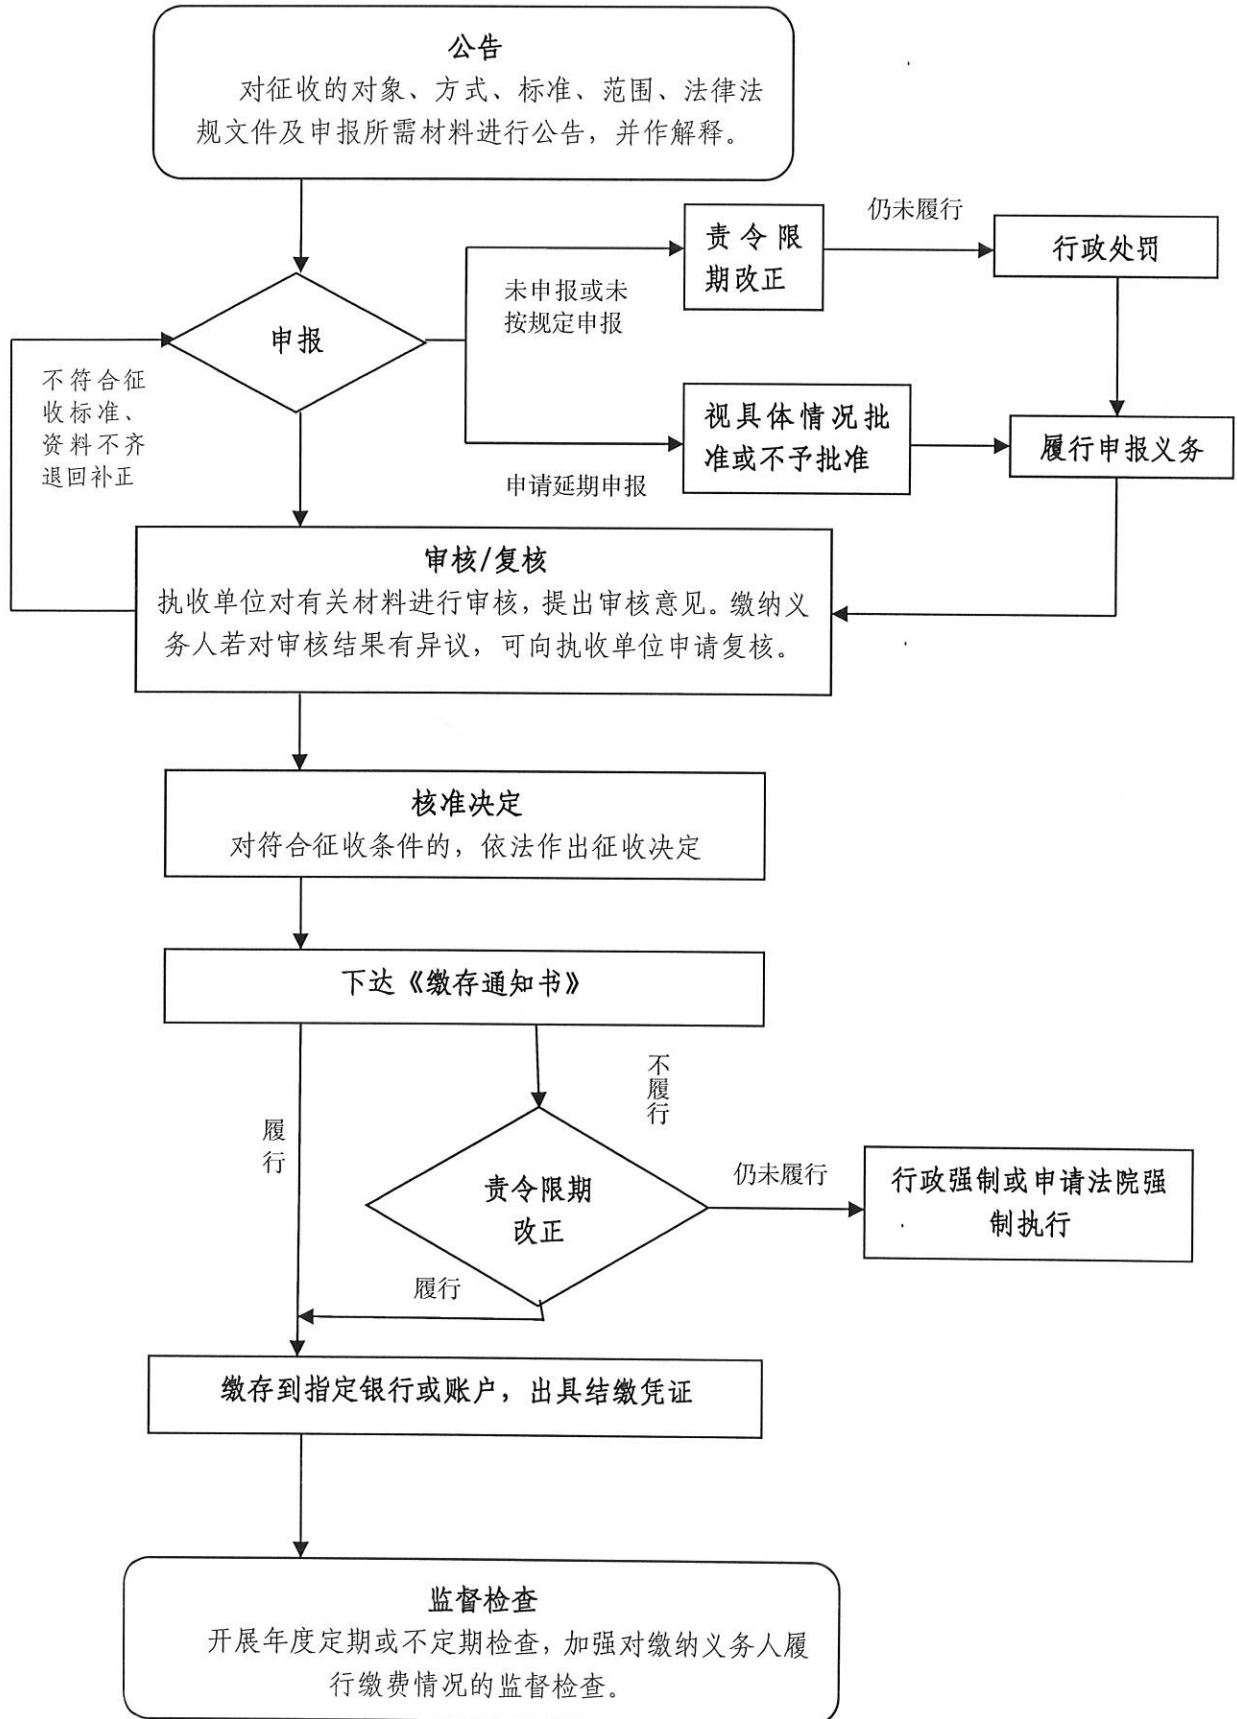 公告
对征收的对象、方式、标准、范围、法律法
规文件及申报所需材料进行公告，并作解释。
仍未履行
责令限
期改正
行政处罚
未申报或未
按规定申报
申报
不符合征
收标准、
资料不齐
退回补正
视具体情况批
准或不予批准
履行申报义务
申请延期申报
审核/复核
执收单位对有关材料进行审核，提出审核意见。缴纳义
务人若对审核结果有异议，可向执收单位申请复核。
核准决定
对符合征收条件的，依法作出征收决定
下达《缴存通知书》
不履行
履行
责令限期
改正
仍未履行
行政强制或申请法院强
制执行
履行
缴存到指定银行或账户，出具结缴凭证
监督检查
开展年度定期或不定期检查，加强对缴纳义务人履
行缴费情况的监督检查。